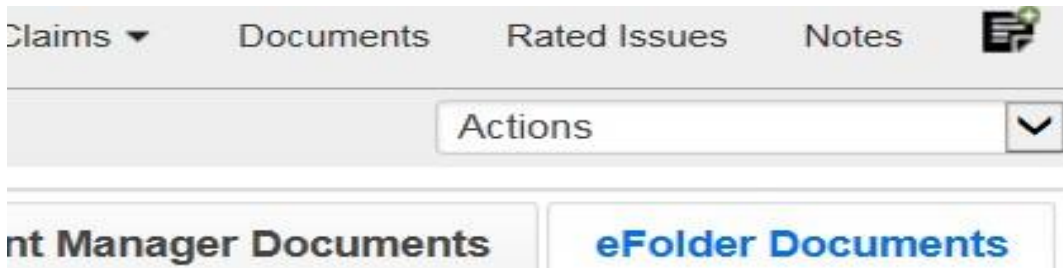 Claims Documents Rated Issues Notes
Actions
nt Manager Documents eFolder Documents